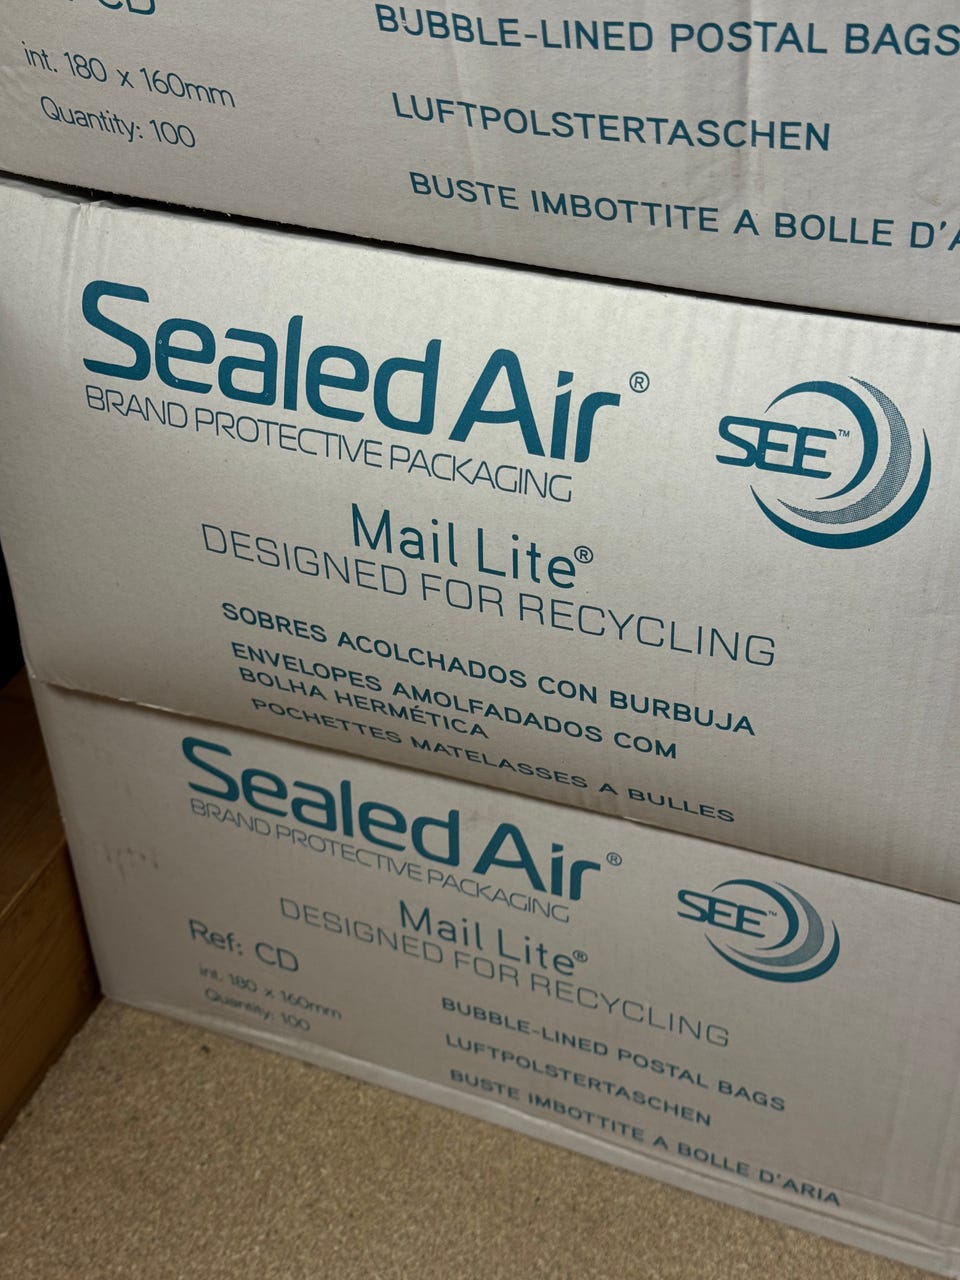 CD
int. 180 x 160mm
Quantity: 100
BUBBLE-LINED POSTAL BAGS
LUFTPOLSTERTASCHEN
BUSTE IMBOTTITE A BOLLE D'A
Sealed Air®
BRAND PROTECTIVE PACKAGING
SEE™
Mail Lite®
DESIGNED FOR RECYCLING
SOBRES ACOLCHADOS CON BURBUJA
ENVELOPES AMOLFADADOS COM
BOLHA HERMÉTICA
POCHETTES MATELASSES A BULLES
Sealed Air®
BRAND PROTECTIVE PACKAGING
SEE™
Mail Lite®
DESIGNED FOR RECYCLING
Ref: CD
int. 180 x 160mm
Quantity: 100
BUBBLE-LINED POSTAL BAGS
LUFTPOLSTERTASCHEN
BUSTE IMBOTTITE A BOLLE D'ARIA